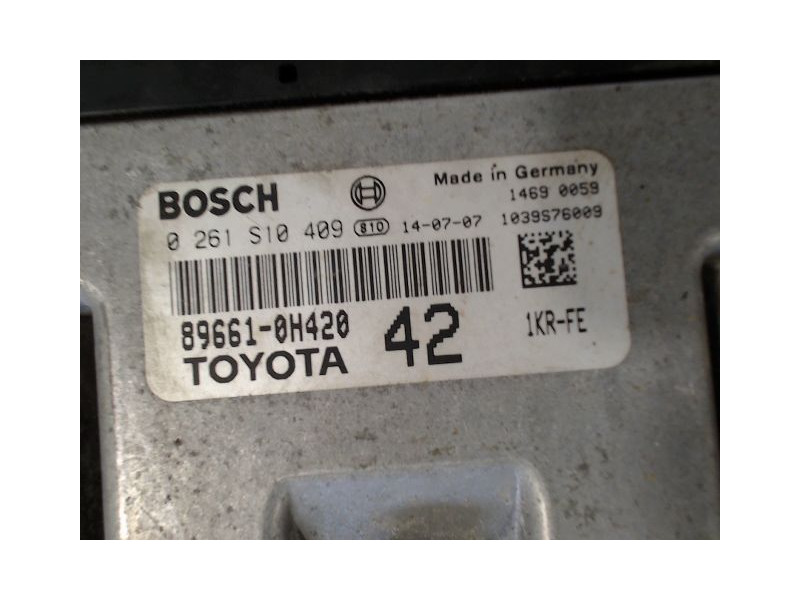 BOSCH
Made in Germany
1469 0059
0 261 S10 409 S10 14-07-07 1039S76009
89661-0H420
TOYOTA
42
1KR-FE